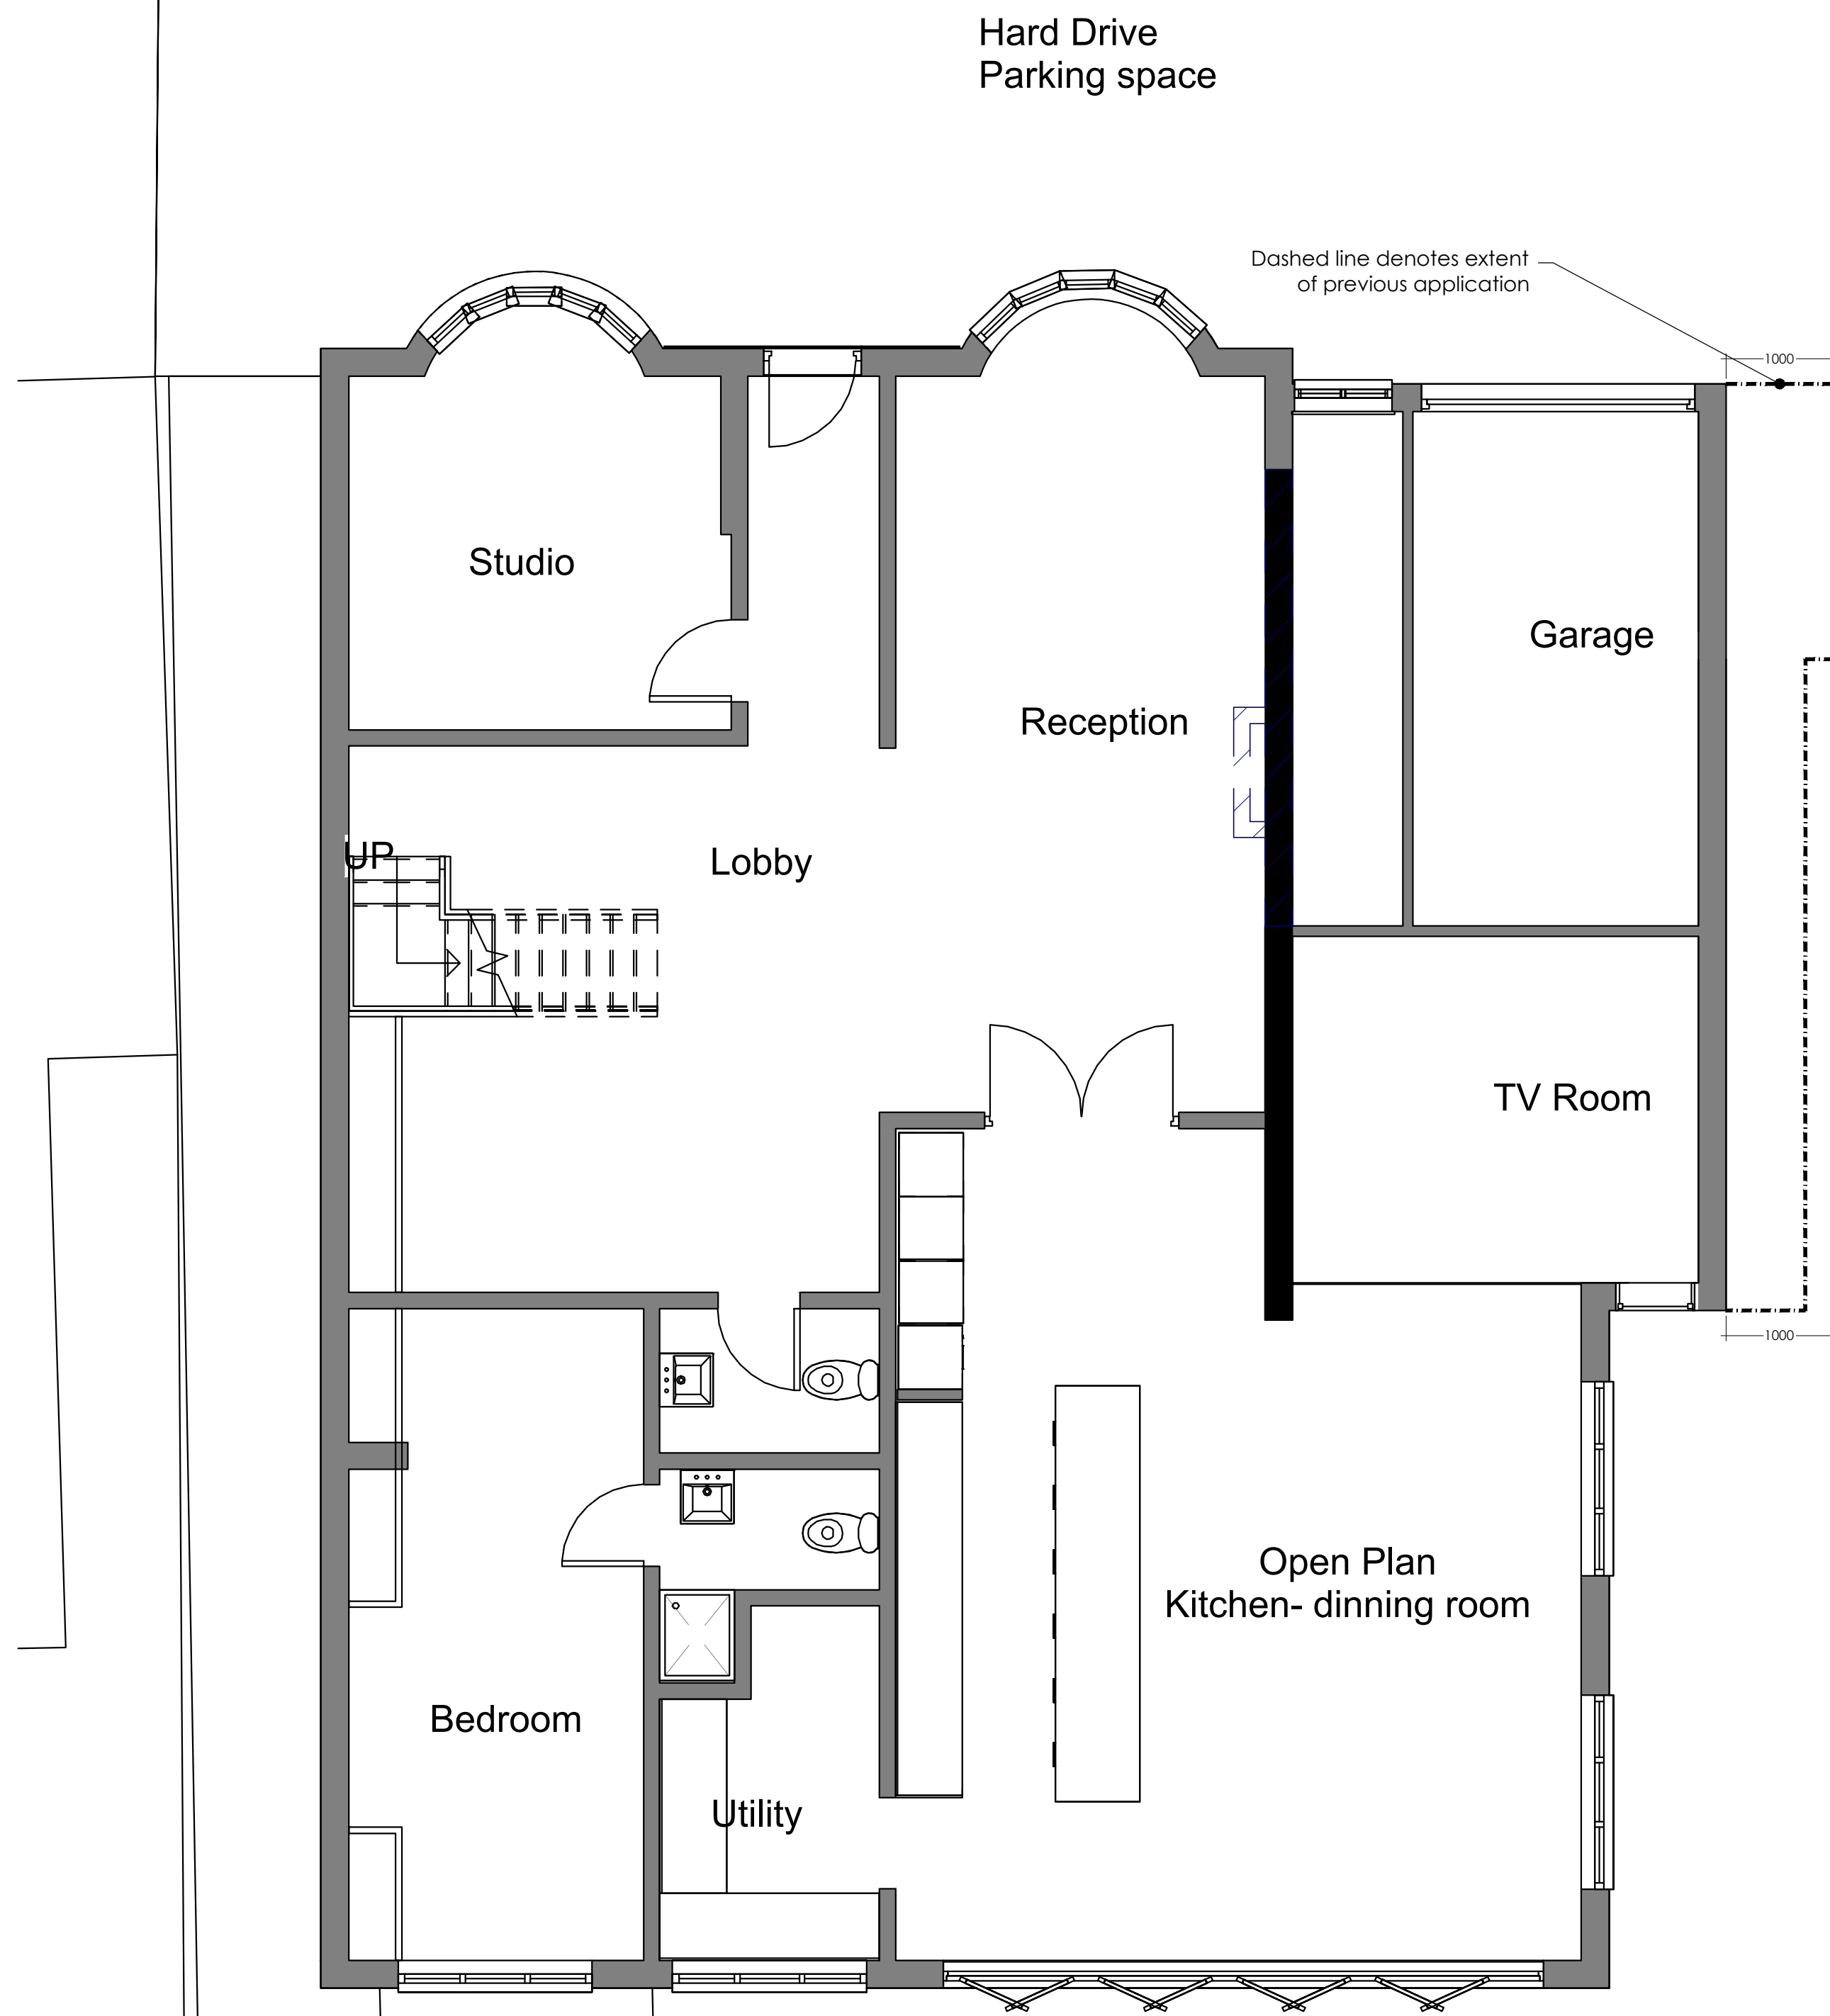 Hard Drive
Parking space
Dashed line denotes extent
of previous application
1000
Studio
Garage
Reception
UP
Lobby
TV Room
1000
Open Plan
Kitchen- dinning room
Bedroom
Utility